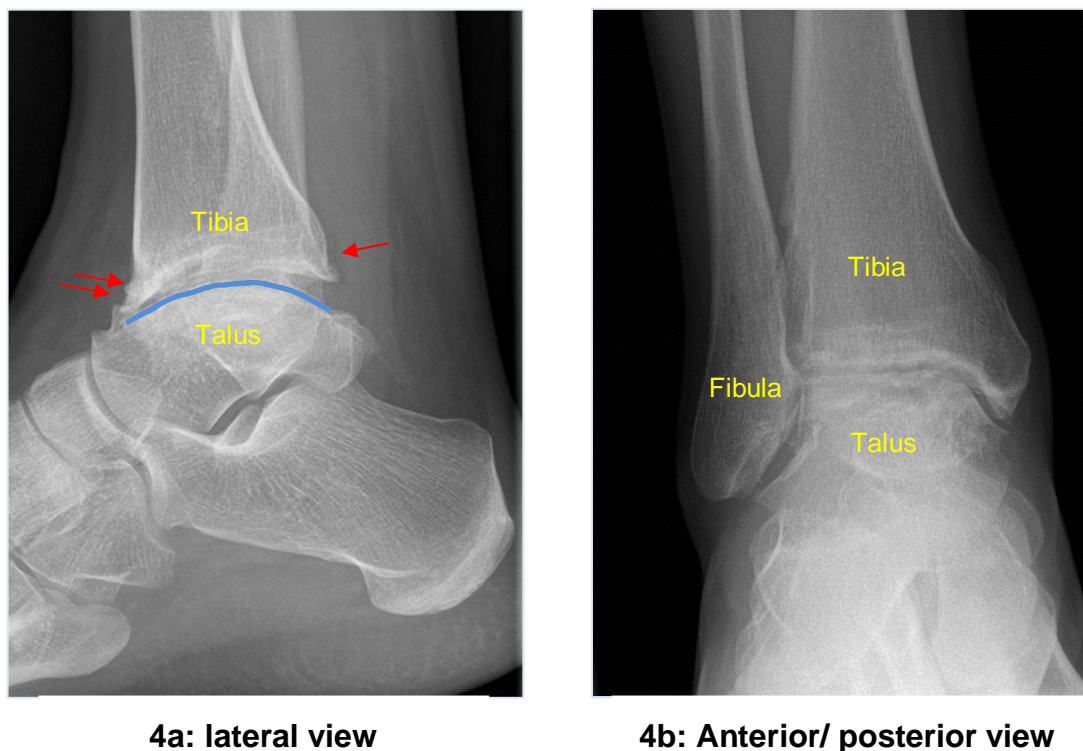 Tibia
Talus
Tibia
Fibula
Talus
4a: lateral view
4b: Anterior/ posterior view